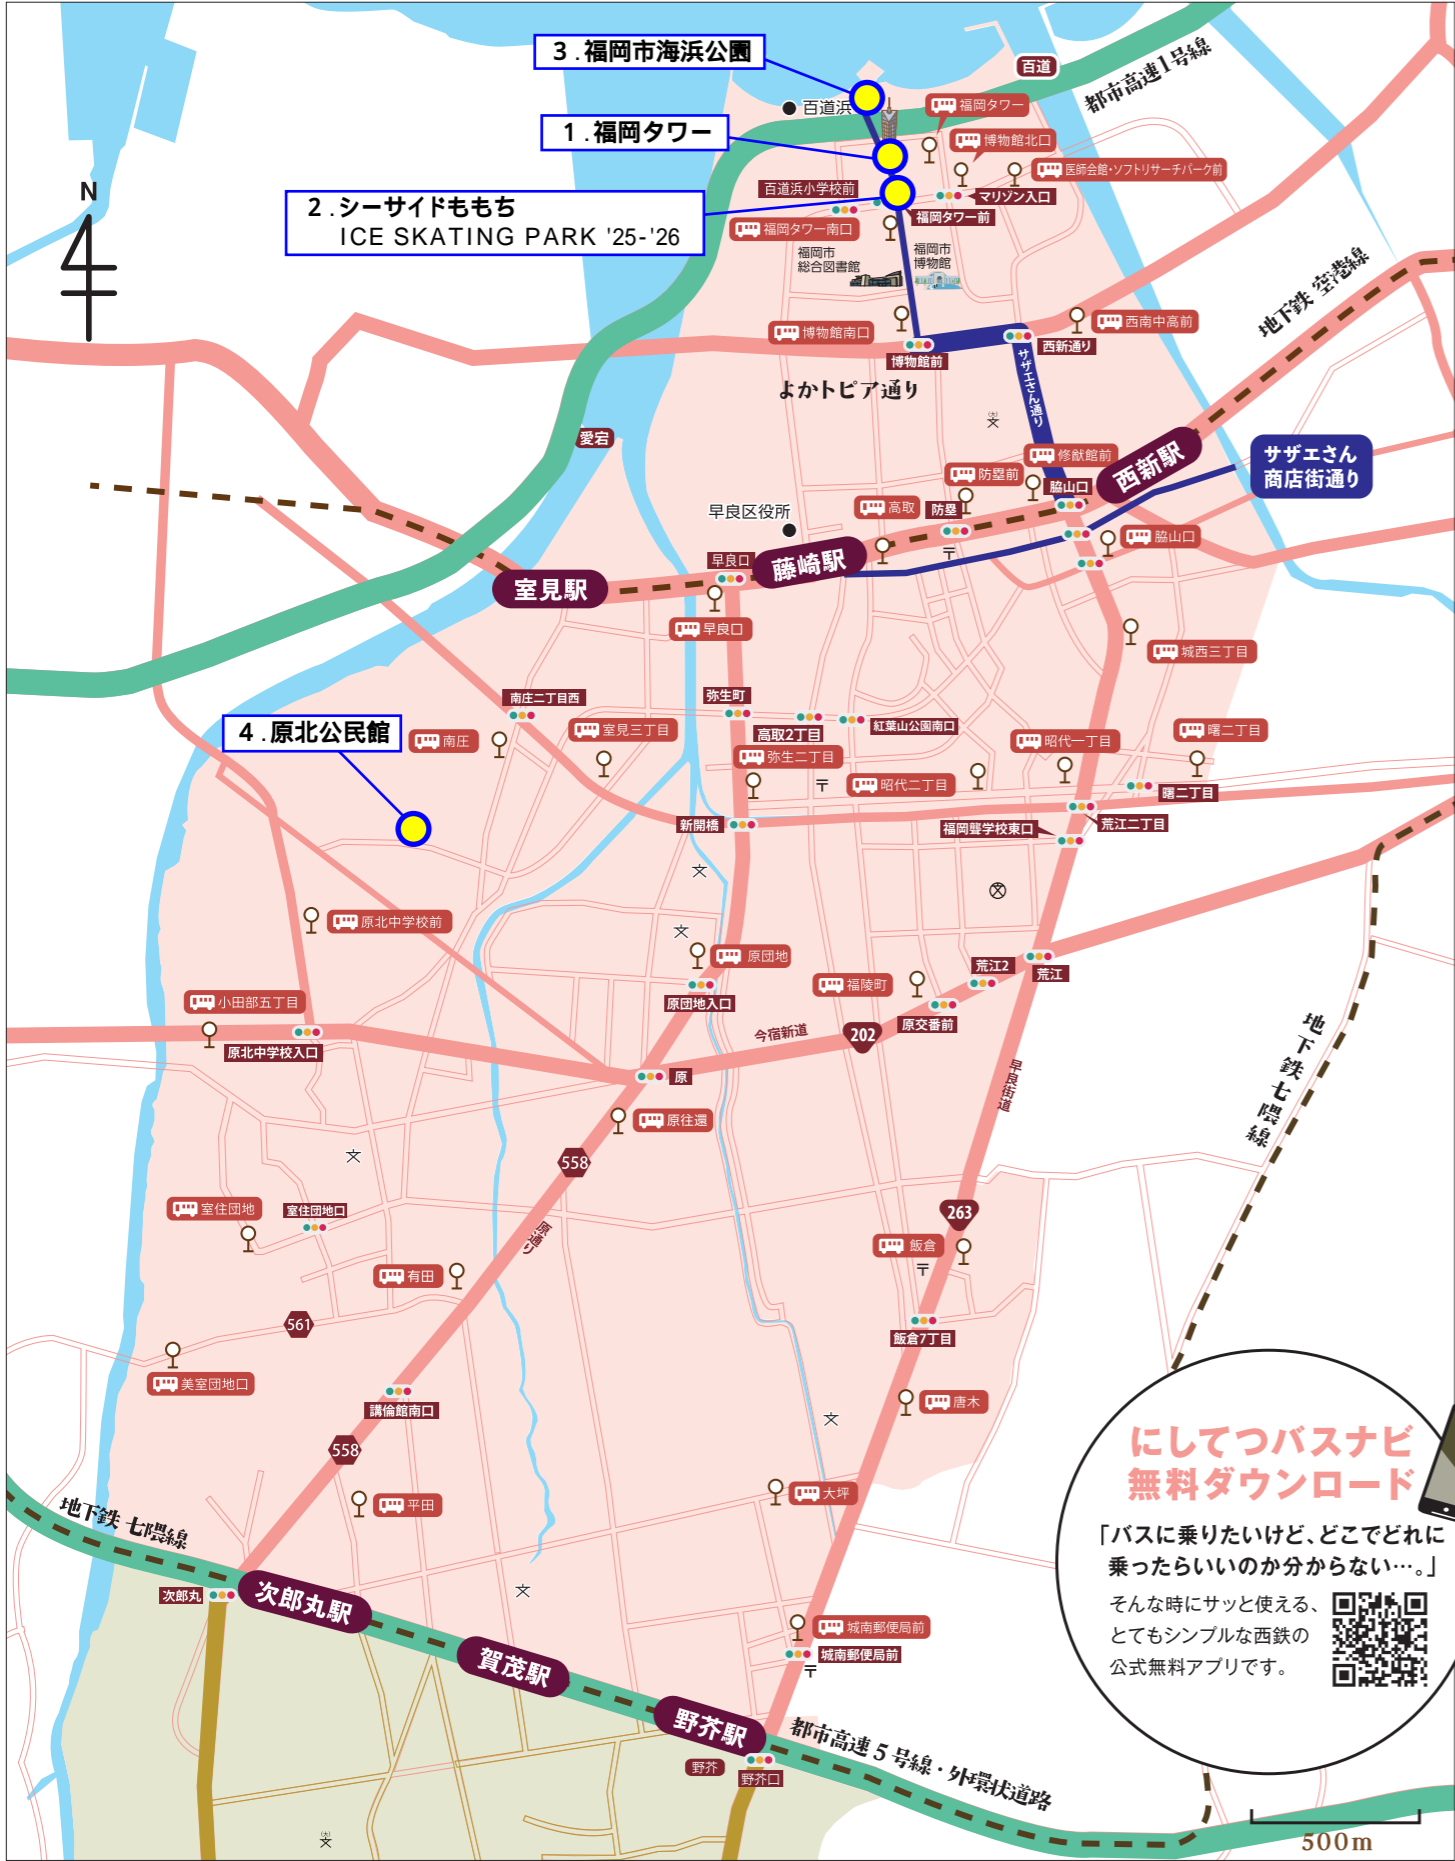 3.福岡市海浜公園
百道
都市高速1号線
百道浜
福岡タワー
1.福岡タワー
博物館北口
医師会館・ソフトリサーチパーク前
N
百道浜小学校前
マリゾン入口
2.シーサイドももち
ICE SKATING PARK '25-'26
福岡タワー前
福岡タワー南口
福岡市
総合図書館
福岡市
博物館
地下鉄 空港線
博物館南口
西南中高前
博物館前
西新通り
サザエさん通り
よかトピア通り
(大)
文
愛宕
修猷館前
西新駅
サザエさん
商店街通り
防塁前
脇山口
高取
防塁
早良区役所
脇山口
〒
早良口
藤崎駅
室見駅
早良口
城西三丁目
南庄二丁目西
弥生町
4.原北公民館
南庄
室見三丁目
高取2丁目
紅葉山公園南口
昭代一丁目
曙二丁目
弥生二丁目
〒
昭代二丁目
曙二丁目
新開橋
福岡聾学校東口
荒江二丁目
文
文
原北中学校前
文
原団地
荒江2
荒江
小田部五丁目
原団地入口
福陵町
原交番前
原北中学校入口
今宿新道
202
地下鉄七隈線
原
早良街道
原往還
文
558
室住団地
室住団地口
原通り
263
飯倉
〒
有田
561
飯倉7丁目
美室団地口
講倫館南口
唐木
文
558
にしてつバスナビ
無料ダウンロード
平田
大坪
地下鉄 七隈線
「バスに乗りたいけど、どこでどれに
乗ったらいいのか分からない…。」
次郎丸
次郎丸駅
文
そんな時にサッと使える、
とてもシンプルな西鉄の
公式無料アプリです。
城南郵便局前
城南郵便局前
〒
賀茂駅
野芥駅
都市高速5号線・外環状道路
野芥
野芥口
(大)
文
500m